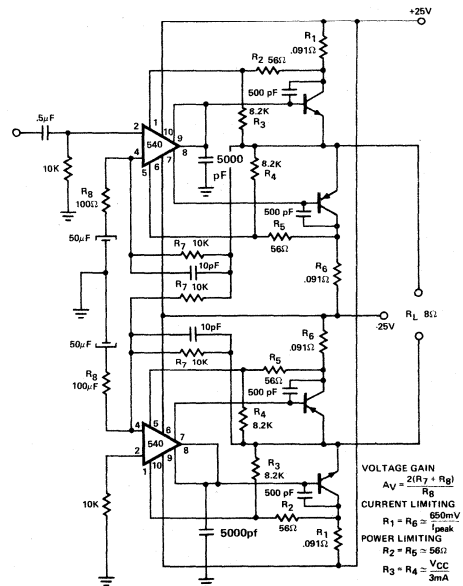 +25V
R1
.091Ω
R2 56Ω
500 pF
1
10
9
8
2
4
5
6
7
540
.5μF
10K
8.2K
R3
5000
pF
8.2K
R4
500 pF
R8
100Ω
R5
56Ω
50μF
R7 10K
10pF
R7 10K
R6
.091Ω
-25V
RL 8Ω
10pF
R7 10K
R6
.091Ω
50μF
R5
56Ω
500 pF
R8
100μF
R4
8.2K
4
5
6
7
8
2
1
10
9
540
R3
8.2K
500 pF
R2
56Ω
10K
5000pf
R1
.091Ω
VOLTAGE GAIN
AV = 2(R7 + R8)
R8
CURRENT LIMITING
R1 = R6 ≃ 650mV
Ipeak
POWER LIMITING
R2 = R5 ≃ 56Ω
R3 = R4 ≃ VCC
3mA